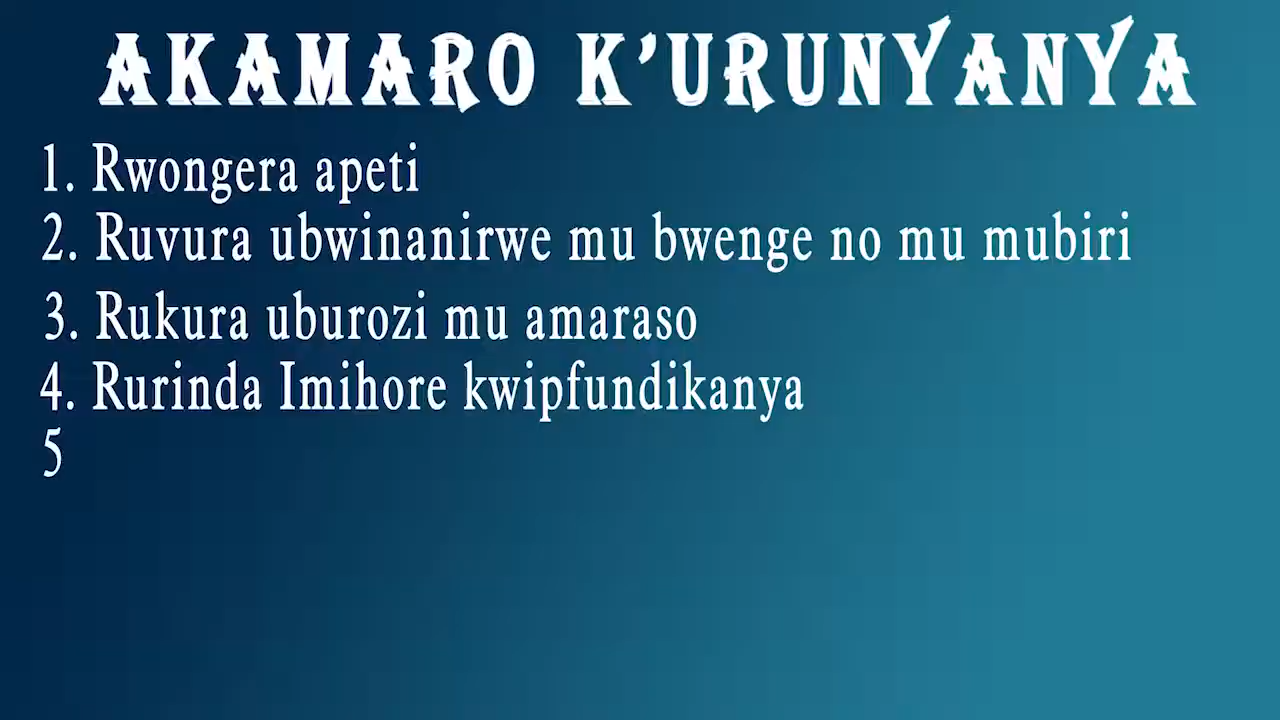 AKAMARO K’URUNYANYA
1. Rwongera apeti
2. Ruvura ubwinanirwe mu bwenge no mu mubiri
3. Rukura uburozi mu amaraso
4. Rurinda Imihore kwipfundikanya
5